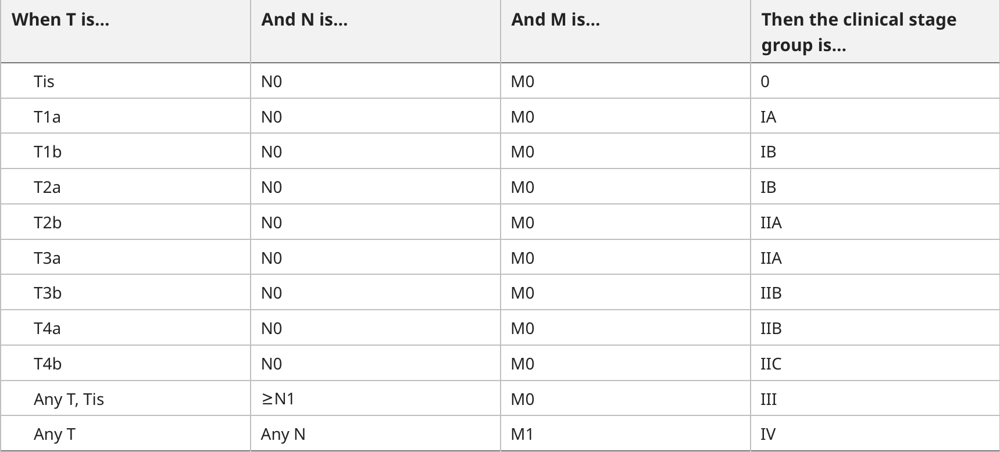 When T is... And N is... And M is... Then the clinical stage
group is...
Tis N0 M0 0
T1a N0 M0 IA
T1b N0 M0 IB
T2a N0 M0 IB
T2b N0 M0 IIA
T3a N0 M0 IIA
T3b N0 M0 IIB
T4a N0 M0 IIB
T4b N0 M0 IIC
Any T, Tis ≥N1 M0 III
Any T Any N M1 IV